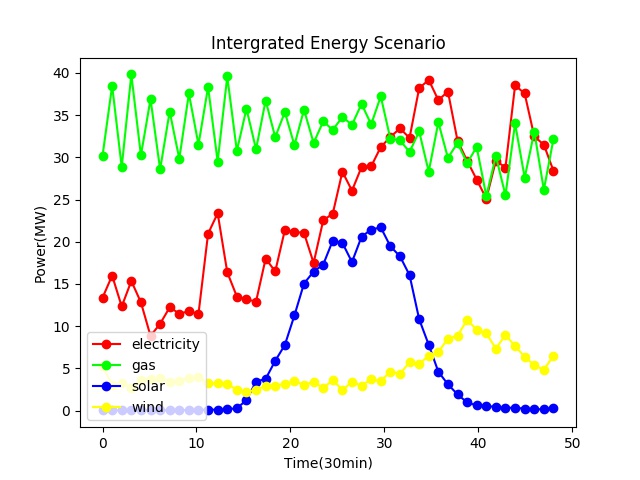 Intergrated Energy Scenario
Power(MW)
40
35
30
25
20
15
10
5
0
electricity
gas
solar
wind
0 10 20 30 40 50
Time(30min)